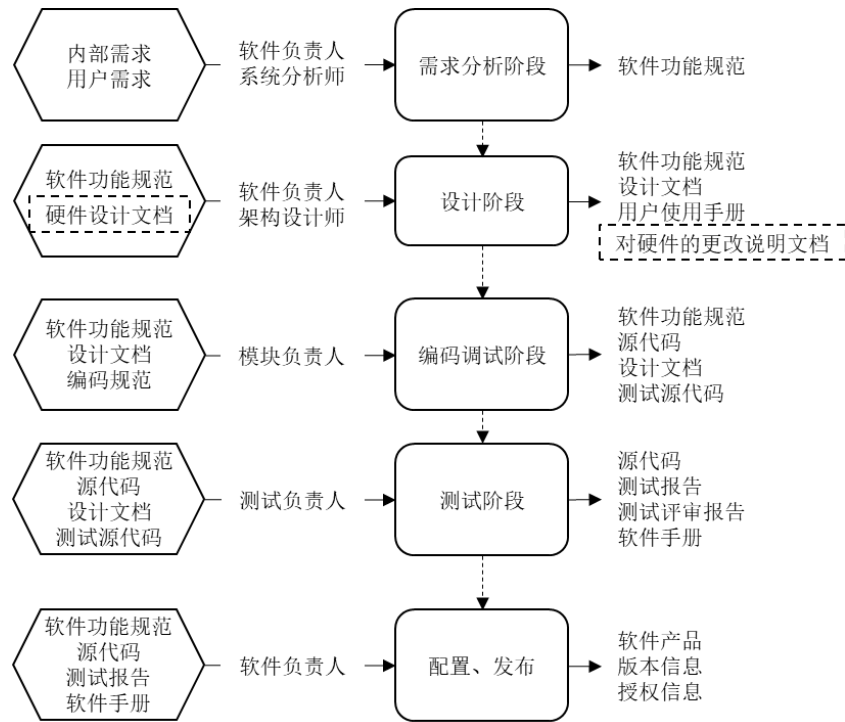 内部需求
用户需求
软件负责人
系统分析师
需求分析阶段
软件功能规范
软件功能规范
硬件设计文档
软件负责人
架构设计师
设计阶段
软件功能规范
设计文档
用户使用手册
对硬件的更改说明文档
软件功能规范
设计文档
编码规范
模块负责人
编码调试阶段
软件功能规范
源代码
设计文档
测试源代码
软件功能规范
源代码
设计文档
测试源代码
测试负责人
测试阶段
源代码
测试报告
测试评审报告
软件手册
软件功能规范
源代码
测试报告
软件手册
软件负责人
配置、发布
软件产品
版本信息
授权信息